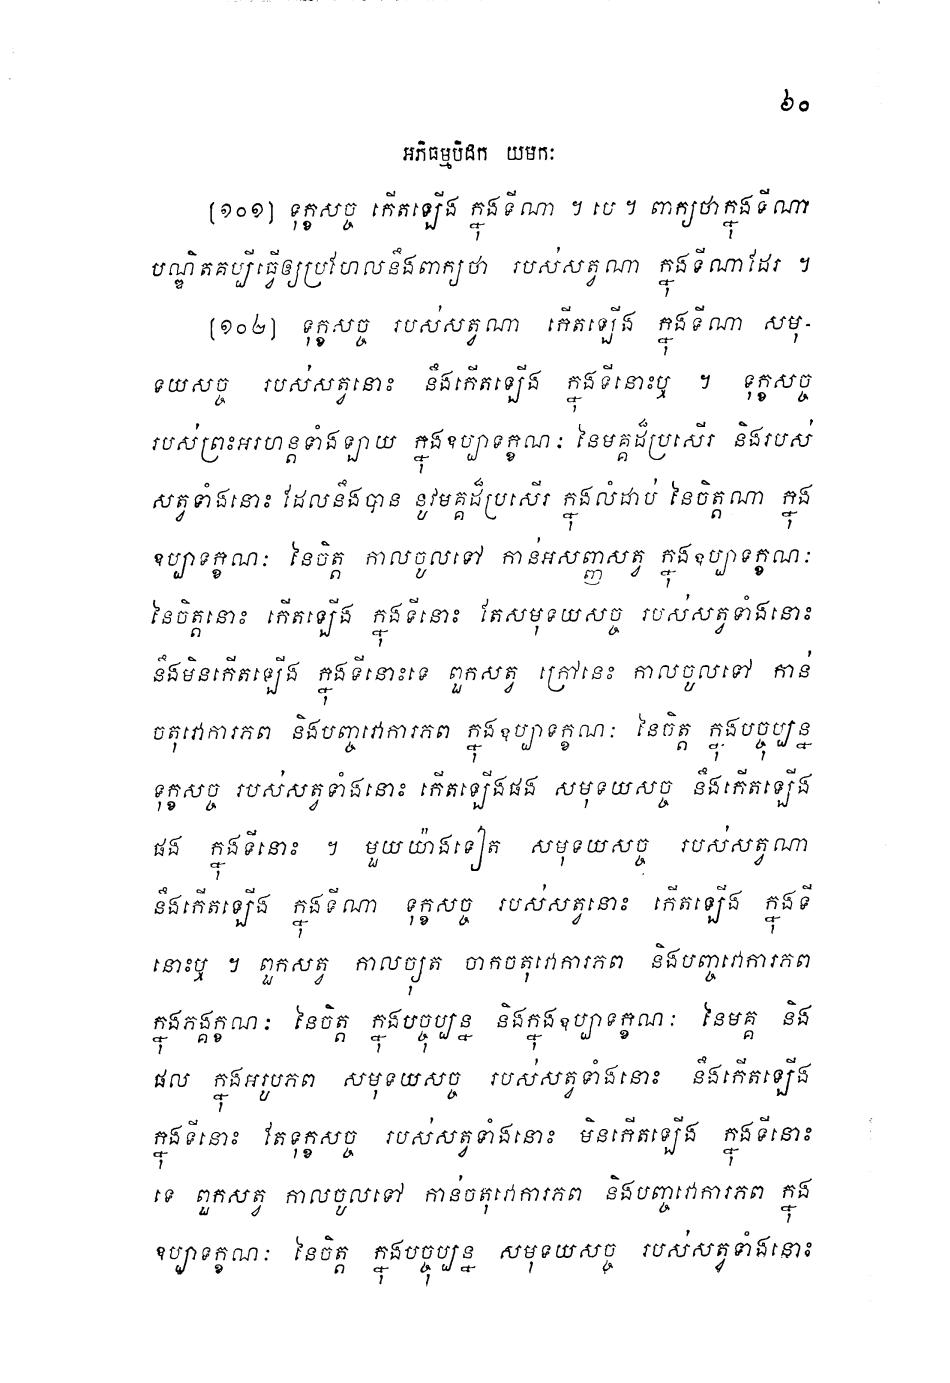 ៦០
អភិធម្មបិដក យមកៈ
[១០១] ទុក្ខសច្ច កើតឡើង ក្នុងទីណា ។ បេ ។ ពាក្យថាក្នុងទីណា
បណ្ឌិតគប្បីធ្វើឲ្យប្រហែលនឹងពាក្យថា របស់សត្វណា ក្នុងទីណាដែរ ។
[១០២] ទុក្ខសច្ច របស់សត្វណា កើតឡើង ក្នុងទីណា សមុ-
ទយសច្ច របស់សត្វនោះ នឹងកើតឡើង ក្នុងទីនោះឬ ។ ទុក្ខសច្ច
របស់ព្រះអរហន្តទាំងឡាយ ក្នុងឧប្បាទក្ខណៈ នៃមគ្គដ៏ប្រសើរ និងរបស់
សត្វទាំងនោះ ដែលនឹងបាន នូវមគ្គដ៏ប្រសើរ ក្នុងលំដាប់ នៃចិត្តណា ក្នុង
ឧប្បាទក្ខណៈ នៃចិត្ត កាលចូលទៅ កាន់អសញ្ញសត្វ ក្នុងឧប្បាទក្ខណៈ
នៃចិត្តនោះ កើតឡើង ក្នុងទីនោះ តែសមុទយសច្ច របស់សត្វទាំងនោះ
នឹងមិនកើតឡើង ក្នុងទីនោះទេ ពួកសត្វ ក្រៅនេះ កាលចូលទៅ កាន់
ចតុវោការភព និងបញ្ចវោការភព ក្នុងឧប្បាទក្ខណៈ នៃចិត្ត ក្នុងបច្ចុប្បន្ន
ទុក្ខសច្ច របស់សត្វទាំងនោះ កើតឡើងផង សមុទយសច្ច នឹងកើតឡើង
ផង ក្នុងទីនោះ ។ មួយយ៉ាងទៀត សមុទយសច្ច របស់សត្វណា
នឹងកើតឡើង ក្នុងទីណា ទុក្ខសច្ច របស់សត្វនោះ កើតឡើង ក្នុងទី
នោះឬ ។ ពួកសត្វ កាលច្យុត ចាកចតុវោការភព និងបញ្ចវោការភព
ក្នុងភង្គក្ខណៈ នៃចិត្ត ក្នុងបច្ចុប្បន្ន និងក្នុងឧប្បាទក្ខណៈ នៃមគ្គ និង
ផល ក្នុងអរូបភព សមុទយសច្ច របស់សត្វទាំងនោះ នឹងកើតឡើង
ក្នុងទីនោះ តែទុក្ខសច្ច របស់សត្វទាំងនោះ មិនកើតឡើង ក្នុងទីនោះ
ទេ ពួកសត្វ កាលចូលទៅ កាន់ចតុវោការភព និងបញ្ចវោការភព ក្នុង
ឧប្បាទក្ខណៈ នៃចិត្ត ក្នុងបច្ចុប្បន្ន សមុទយសច្ច របស់សត្វទាំងនោះ